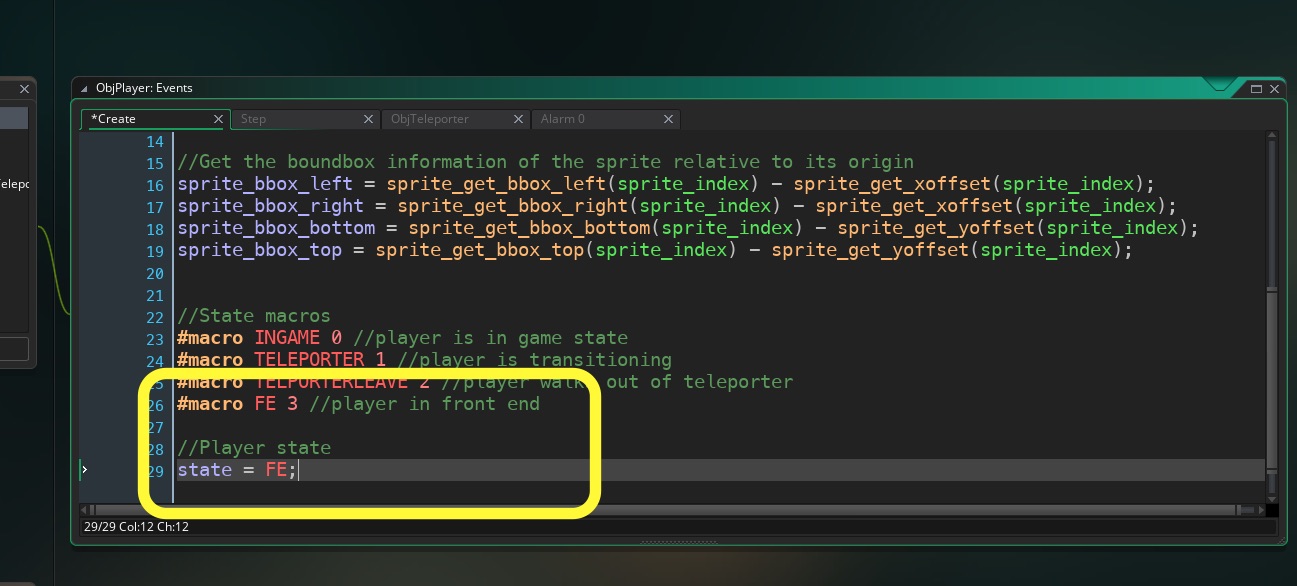 ObjPlayer: Events
*Create Step ObjTeleporter Alarm 0
14
15 //Get the boundbox information of the sprite relative to its origin
16 sprite_bbox_left = sprite_get_bbox_left(sprite_index) - sprite_get_xoffset(sprite_index);
17 sprite_bbox_right = sprite_get_bbox_right(sprite_index) - sprite_get_xoffset(sprite_index);
18 sprite_bbox_bottom = sprite_get_bbox_bottom(sprite_index) - sprite_get_yoffset(sprite_index);
19 sprite_bbox_top = sprite_get_bbox_top(sprite_index) - sprite_get_yoffset(sprite_index);
20
21
22 //State macros
23 #macro INGAME 0 //player is in game state
24 #macro TELEPORTER 1 //player is transitioning
25 #macro TELPORTERLEAVE 2 //player walks out of teleporter
26 #macro FE 3 //player in front end
27
28 //Player state
29 state = FE;
29/29 Col:12 Ch:12